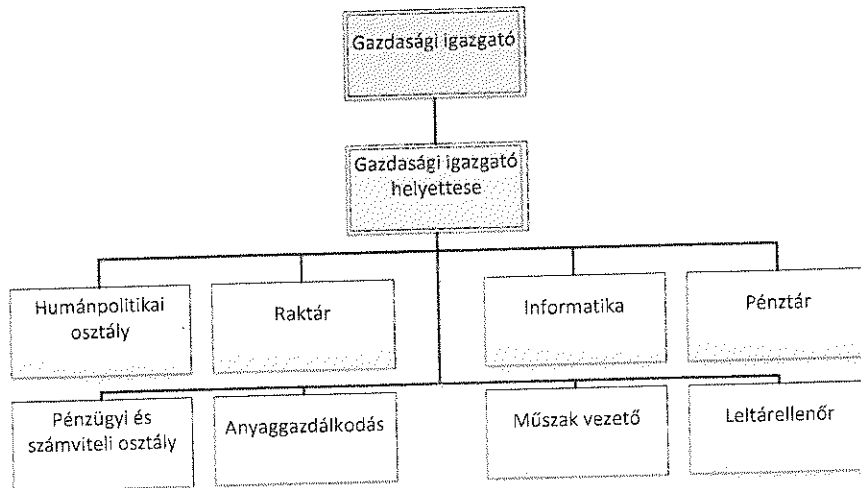 Gazdasági igazgató
Gazdasági igazgató
helyettese
Humánpolitikai
osztály
Raktár
Informatika
Pénztár
Pénzügyi és
számviteli osztály
Anyaggazdálkodás
Műszak vezető
Leltárellenőr